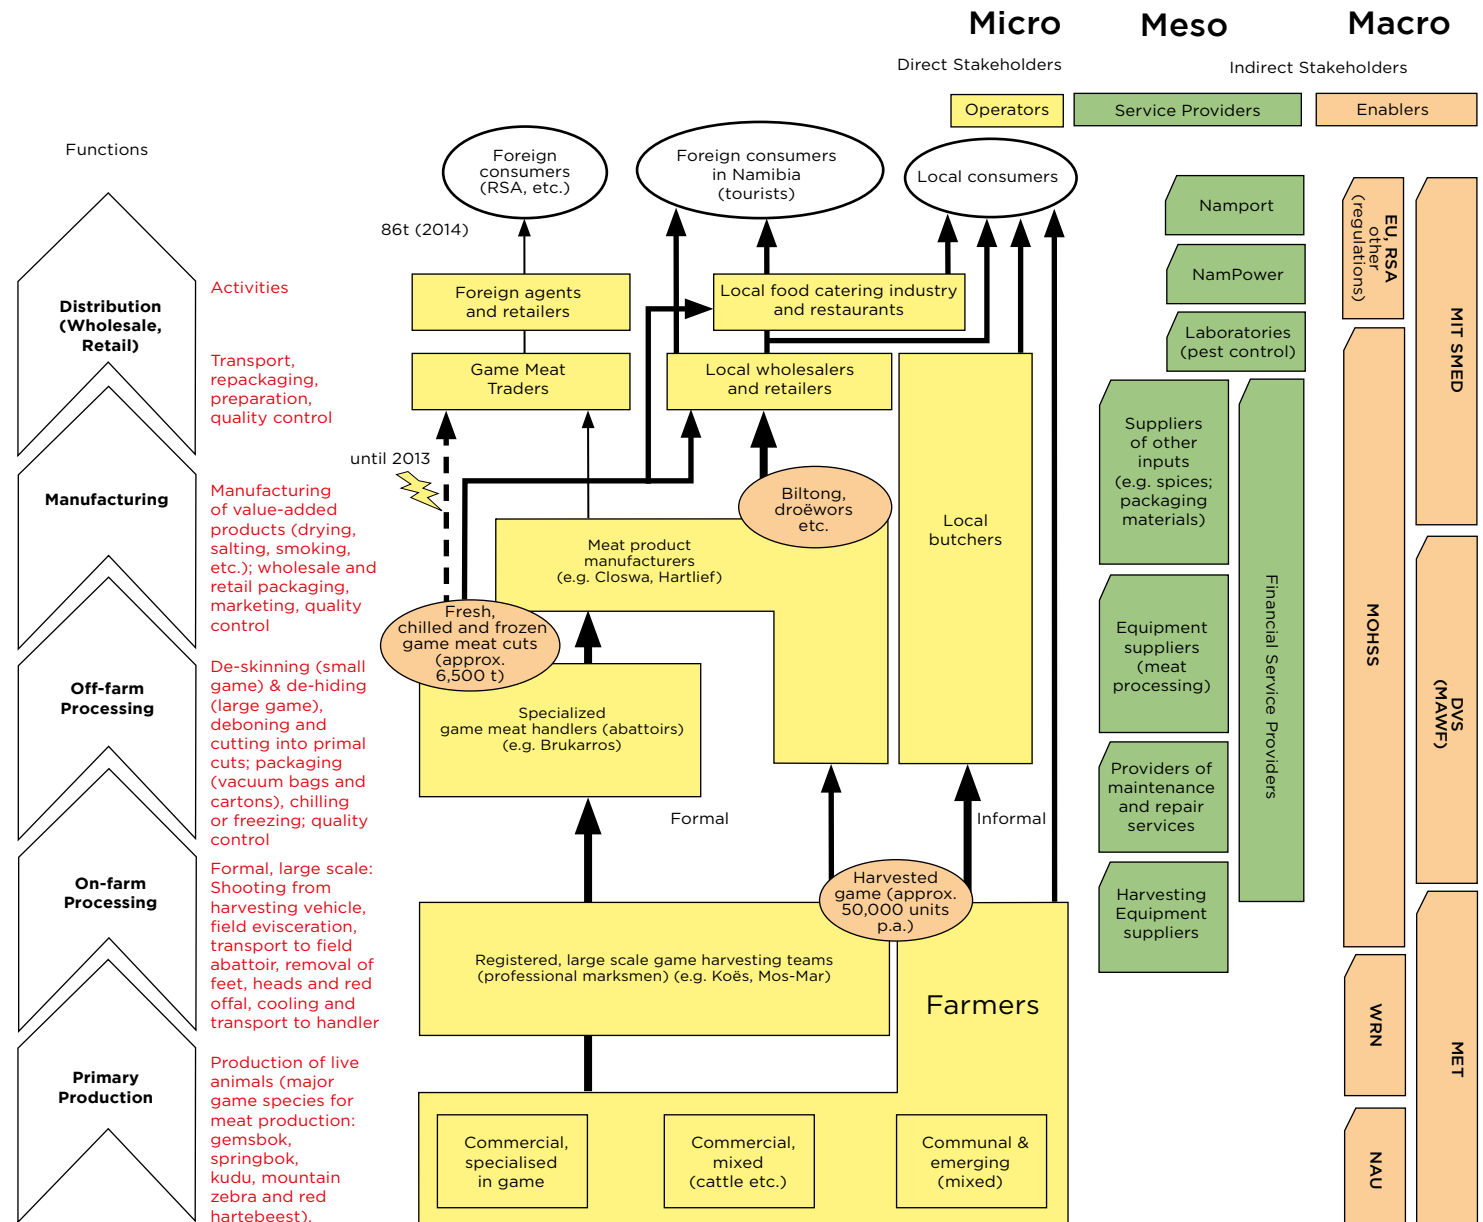 Micro
Meso
Macro
Direct Stakeholders
Indirect Stakeholders
Operators
Service Providers
Enablers
Functions
Distribution
(Wholesale,
Retail)
Manufacturing
Off-farm
Processing
On-farm
Processing
Primary
Production
Activities
Transport,
repackaging,
preparation,
quality control
Manufacturing
of value-added
products (drying,
salting, smoking,
etc.); wholesale and
retail packaging,
marketing, quality
control
De-skinning (small
game) & de-hiding
(large game),
deboning and
cutting into primal
cuts; packaging
(vacuum bags and
cartons), chilling
or freezing; quality
control
Formal, large scale:
Shooting from
harvesting vehicle,
field evisceration,
transport to field
abattoir, removal of
feet, heads and red
offal, cooling and
transport to handler
Production of live
animals (major
game species for
meat production:
gemsbok,
springbok,
kudu, mountain
zebra and red
hartebeest).
Foreign
consumers
(RSA, etc.)
Foreign consumers
in Namibia
(tourists)
Local consumers
86t (2014)
Foreign agents
and retailers
Local food catering industry
and restaurants
Game Meat
Traders
Local wholesalers
and retailers
until 2013
Biltong,
droëwors
etc.
Local
butchers
Meat product
manufacturers
(e.g. Closwa, Hartlief)
Fresh,
chilled and frozen
game meat cuts
(approx.
6,500 t)
Specialized
game meat handlers (abattoirs)
(e.g. Brukarros)
Formal
Informal
Harvested
game (approx.
50,000 units
p.a.)
Registered, large scale game harvesting teams
(professional marksmen) (e.g. Koës, Mos-Mar)
Farmers
Commercial,
specialised
in game
Commercial,
mixed
(cattle etc.)
Communal &
emerging
(mixed)
Namport
NamPower
Laboratories
(pest control)
Suppliers
of other
inputs
(e.g. spices;
packaging
materials)
Equipment
suppliers
(meat
processing)
Providers of
maintenance
and repair
services
Harvesting
Equipment
suppliers
Financial Service Providers
EU, RSA
other
(regulations)
MOHSS
WRN
NAU
MIT SMED
DVS
(MAWF)
MET